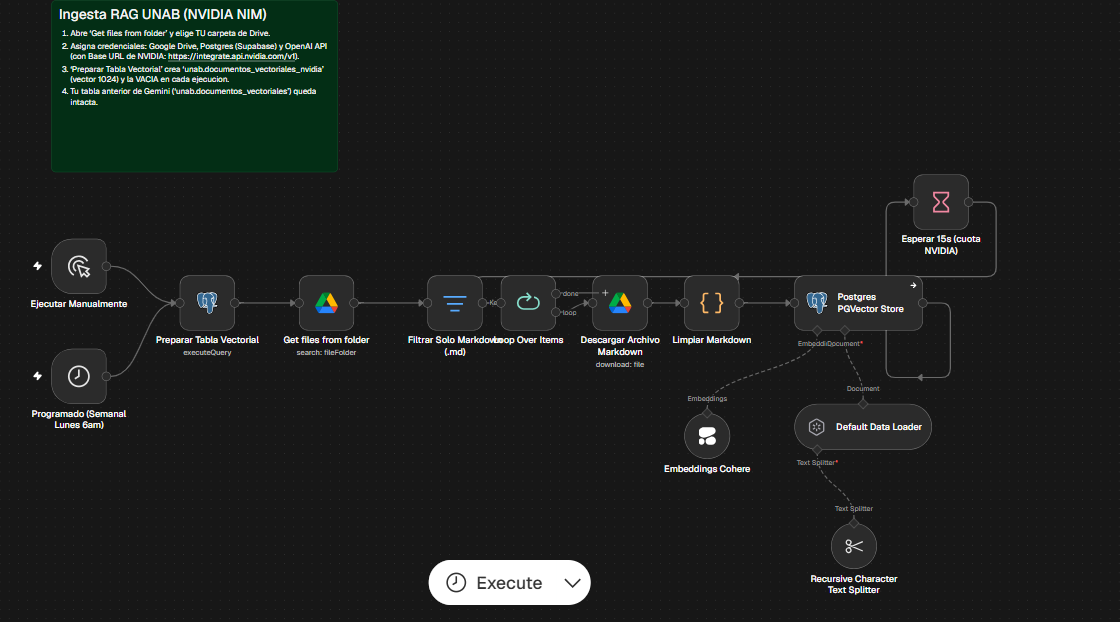 Ingesta RAG UNAB (NVIDIA NIM)
1. Abre 'Get files from folder' y elige TU carpeta de Drive.
2. Asigna credenciales: Google Drive, Postgres (Supabase) y OpenAI API
(con Base URL de NVIDIA: https://integrate.api.nvidia.com/v1).
3. 'Preparar Tabla Vectorial' crea 'unab.documentos_vectoriales_nvidia'
(vector 1024) y la VACIA en cada ejecucion.
4. Tu tabla anterior de Gemini ('unab.documentos_vectoriales') queda
intacta.
Esperar 15s (cuota
NVIDIA)
Ejecutar Manualmente
Preparar Tabla Vectorial
executeQuery
Get files from folder
search: fileFolder
Filtrar Solo Markdown
(.md)
Loop Over Items
done
loop
Descargar Archivo
Markdown
download: file
Limpiar Markdown
Postgres
PGVector Store
Document*
Programado (Semanal
Lunes 6am)
Embeddings
Embeddings Cohere
Document
Default Data Loader
Text Splitter*
Text Splitter
Recursive Character
Text Splitter
Execute